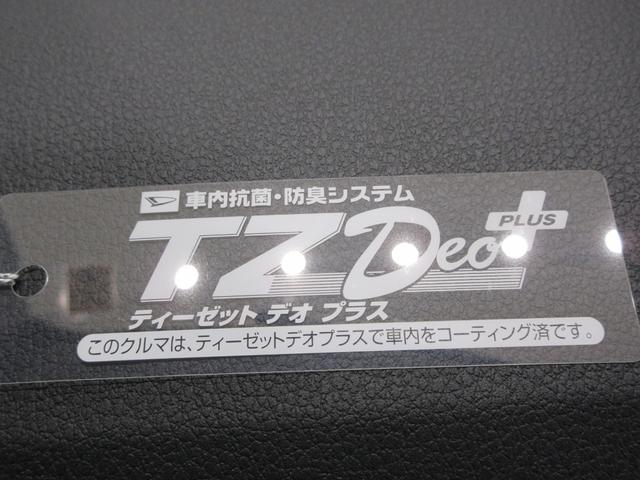 車内抗菌・防臭システム
TZ Deo PLUS
ティーゼット デオ プラス
このクルマは、ティーゼットデオプラスで車内をコーティング済です。